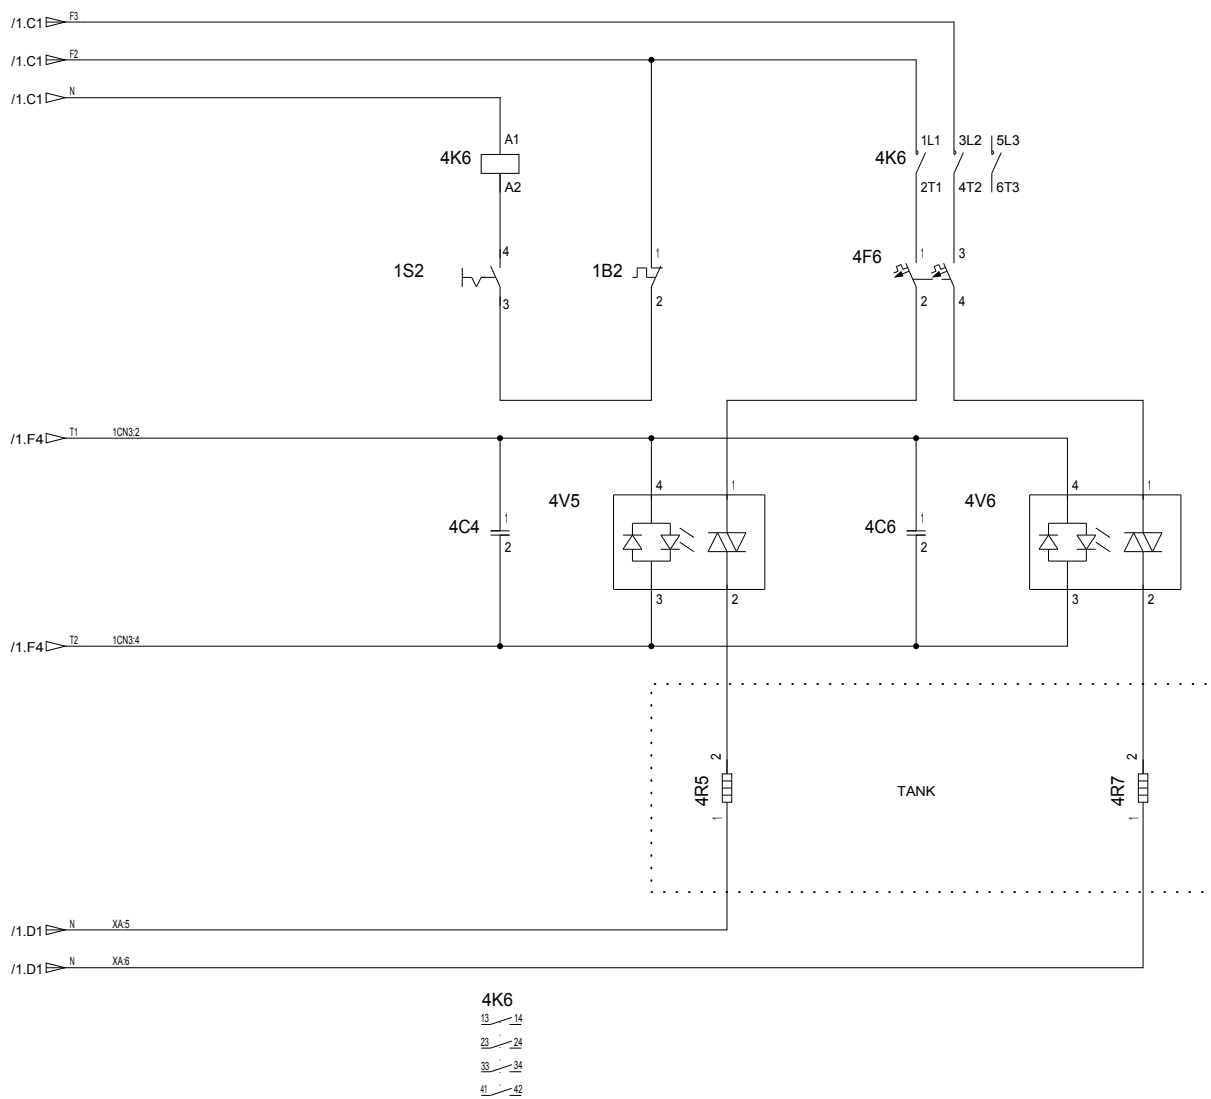 /1.C1 F3
/1.C1 F2
/1.C1 N
A1
4K6
A2
4K6 1L1 3L2 5L3
2T1 4T2 6T3
4
1S2
3
1
1B2
2
4F6 1 3
2 4
/1.F4 T1 1CN3:2
4V5 4 1
4V6 4 1
4C4 1
2
4C6 1
2
3 2
3 2
/1.F4 T2 1CN3:4
2
4R5
1
TANK
2
4R7
1
/1.D1 N XA:5
/1.D1 N XA:6
4K6
13 14
23 24
33 34
41 42